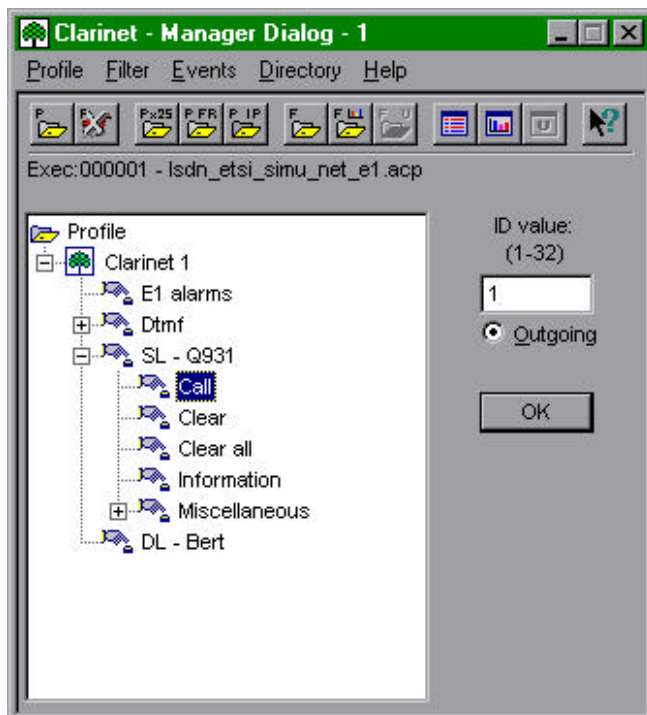 Clarinet - Manager Dialog - 1
Profile Filter Events Directory Help
P Px25 P FR P IP F F F U U
Exec:000001 - Isdn_etsi_simu_net_e1.acp
Profile
Clarinet 1
E1 alarms
Dtmf
SL - Q931
Call
Clear
Clear all
Information
Miscellaneous
DL - Bert
ID value:
(1-32)
1
Outgoing
OK